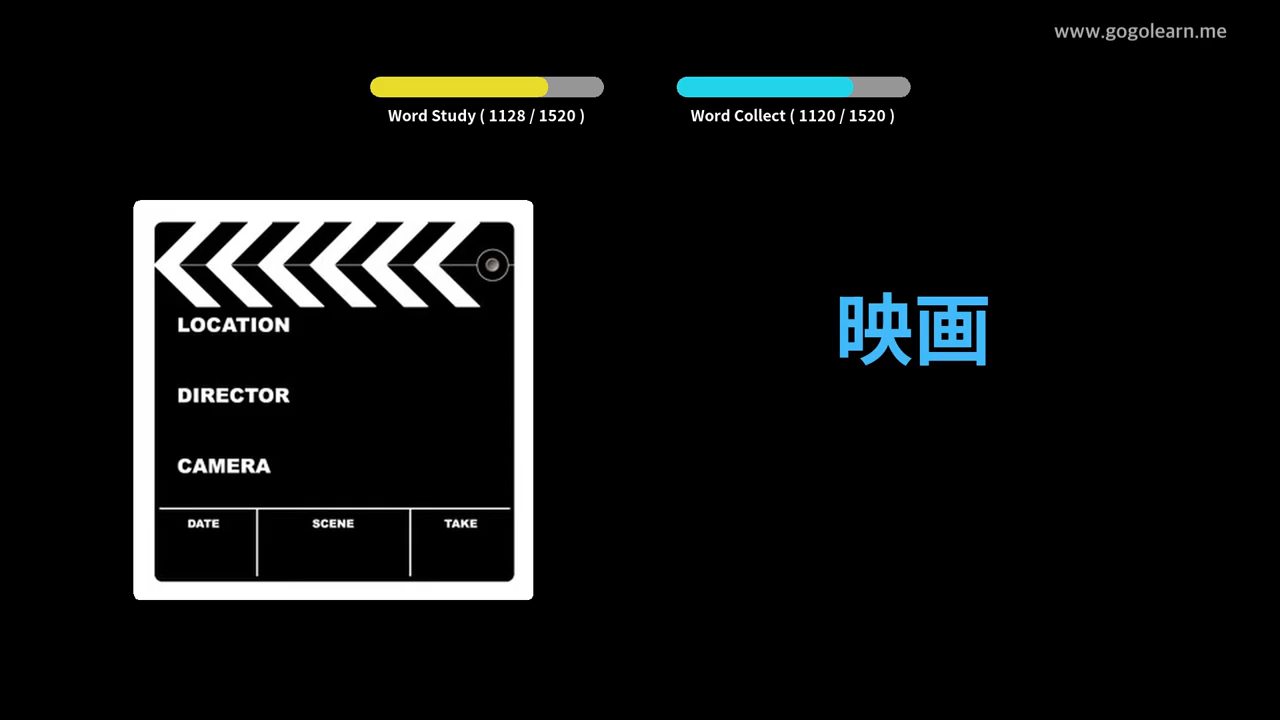 www.gogolearn.me
Word Study ( 1128 / 1520 )
Word Collect ( 1120 / 1520 )
LOCATION
DIRECTOR
CAMERA
DATE
SCENE
TAKE
映画